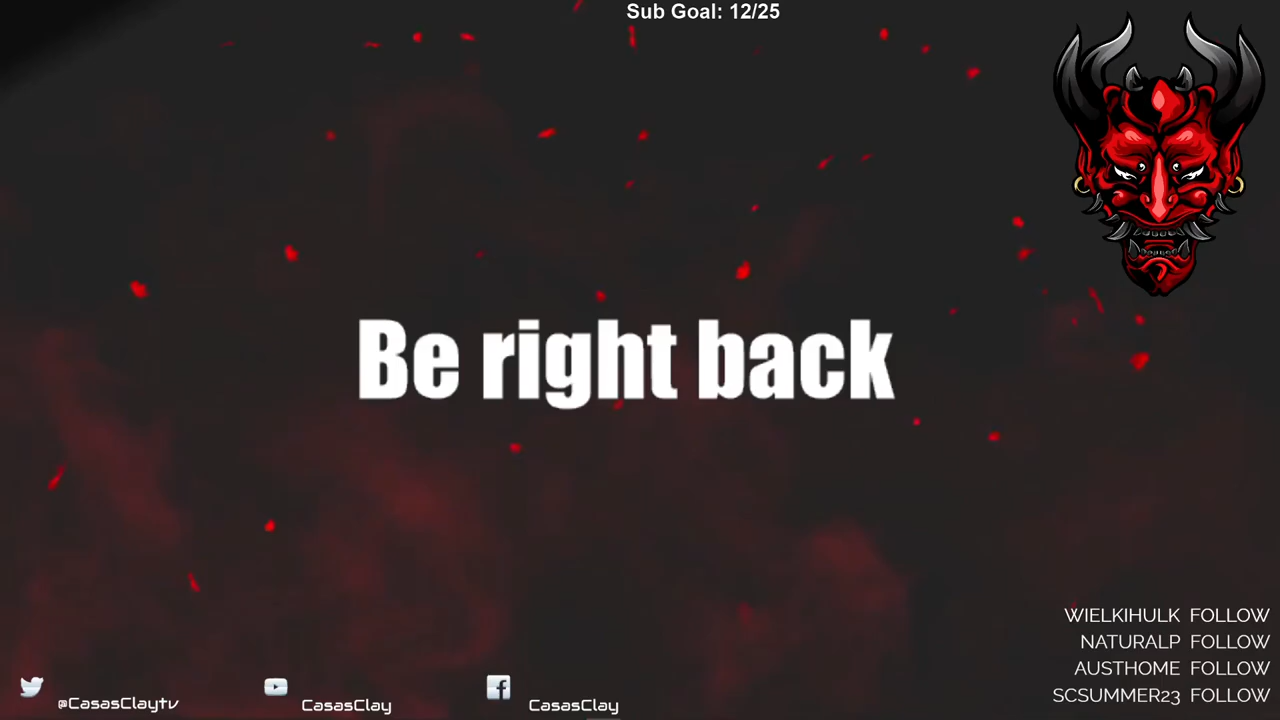 Sub Goal: 12/25
Be right back
WIELKIHULK FOLLOW
NATURALP FOLLOW
AUSTHOME FOLLOW
SCSUMMER23 FOLLOW
@CasasClaytv
CasasClay
CasasClay